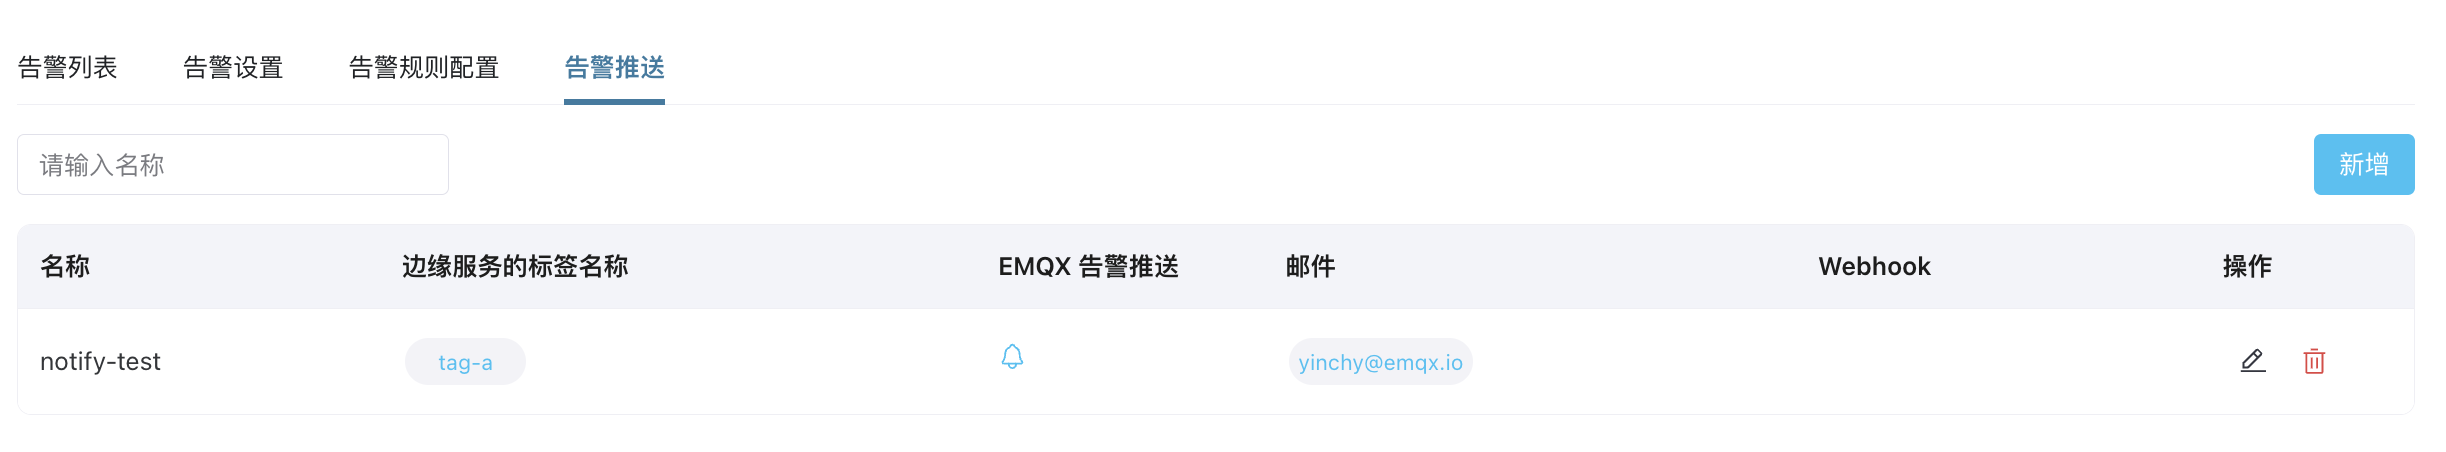 告警列表 告警设置 告警规则配置 告警推送
请输入名称 新增
名称 边缘服务的标签名称 EMQX 告警推送 邮件 Webhook 操作
notify-test tag-a yinchy@emqx.io